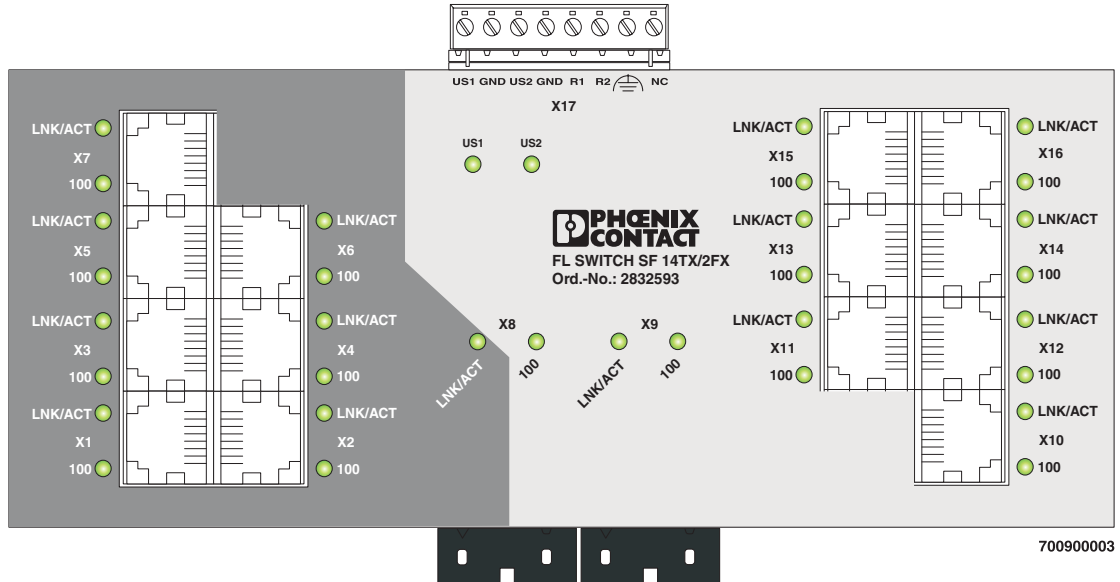 US1 GND US2 GND R1 R2 NC
X17
US1 US2
LNK/ACT
X7
100
LNK/ACT
X5
100
LNK/ACT
X6
100
LNK/ACT
X3
100
LNK/ACT
X4
100
LNK/ACT
X1
100
LNK/ACT
X2
100
PHŒNIX
CONTACT
FL SWITCH SF 14TX/2FX
Ord.-No.: 2832593
X8
LNK/ACT
100
X9
LNK/ACT
100
LNK/ACT
X15
100
LNK/ACT
X16
100
LNK/ACT
X13
100
LNK/ACT
X14
100
LNK/ACT
X11
100
LNK/ACT
X12
100
LNK/ACT
X10
100
700900003